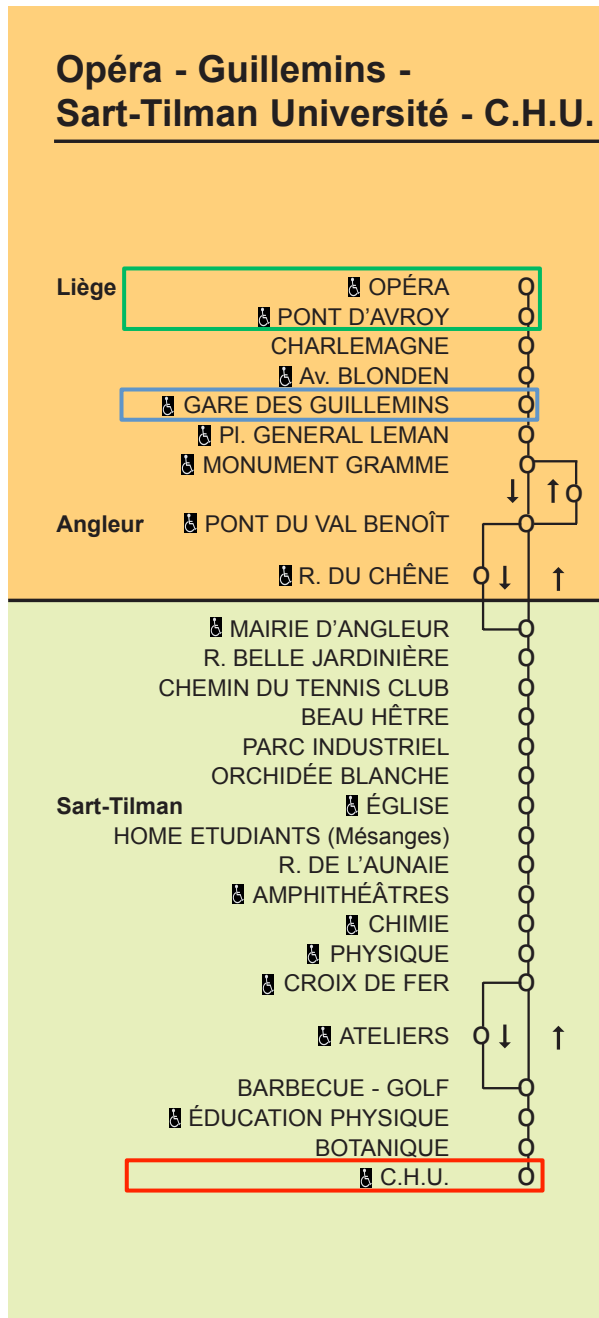 Opéra - Guillemins -
Sart-Tilman Université - C.H.U.
Liège OPÉRA
PONT D'AVROY
CHARLEMAGNE
Av. BLONDEN
GARE DES GUILLEMINS
Pl. GENERAL LEMAN
MONUMENT GRAMME
Angleur PONT DU VAL BENOÎT
R. DU CHÊNE
MAIRIE D'ANGLEUR
R. BELLE JARDINIÈRE
CHEMIN DU TENNIS CLUB
BEAU HÊTRE
PARC INDUSTRIEL
ORCHIDÉE BLANCHE
Sart-Tilman ÉGLISE
HOME ETUDIANTS (Mésanges)
R. DE L'AUNAIE
AMPHITHÉÂTRES
CHIMIE
PHYSIQUE
CROIX DE FER
ATELIERS
BARBECUE - GOLF
ÉDUCATION PHYSIQUE
BOTANIQUE
C.H.U.